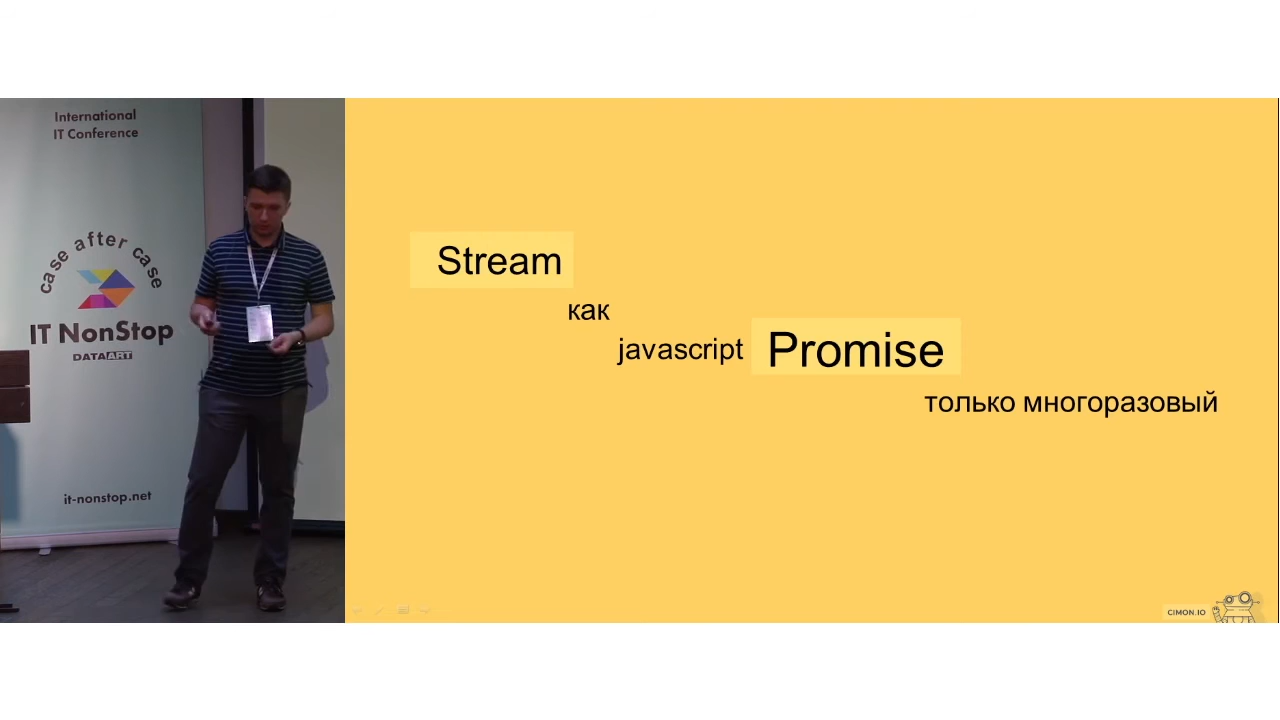 International
IT Conference
case after case
IT NonStop
DATAART
it-nonstop.net
Stream
как
javascript Promise
только многоразовый
CIMON.IO